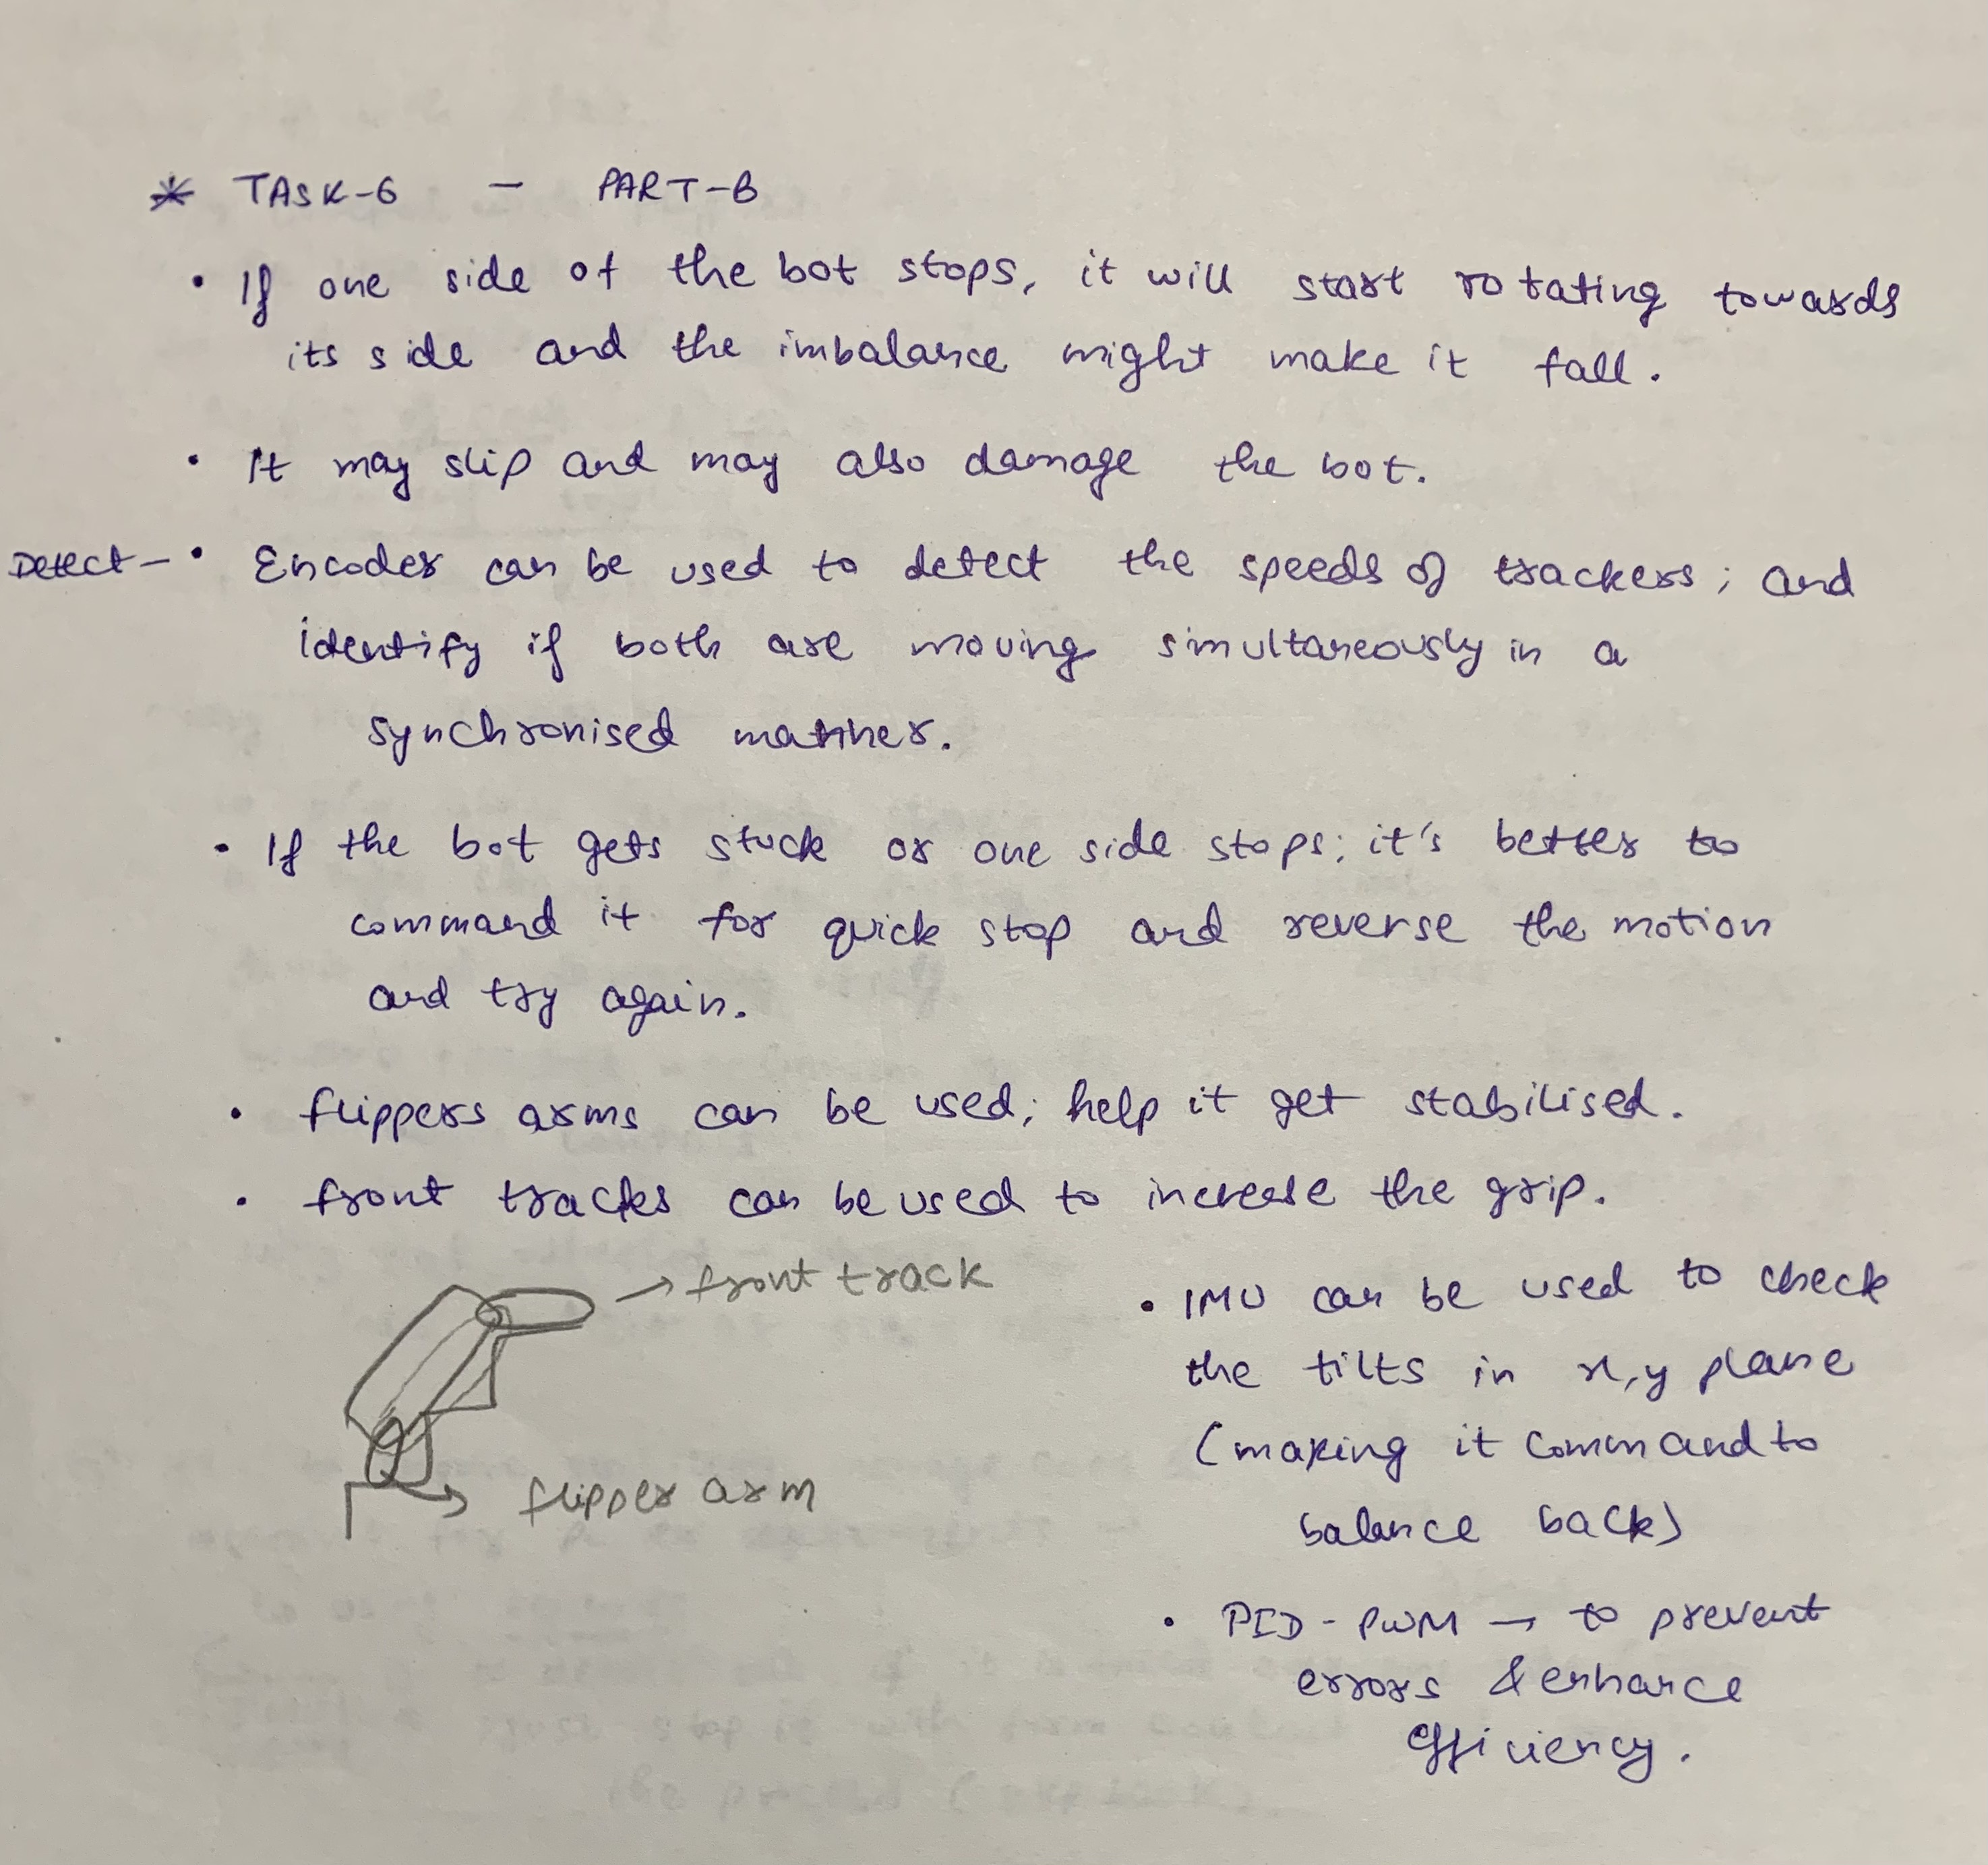 * TASK-6 - PART-B
• If one side of the bot stops, it will start rotating towards
its side and the imbalance might make it fall.
• It may slip and may also damage the bot.
Detect - • Encoder can be used to detect the speeds of trackers; and
identify if both are moving simultaneously in a
synchronised manner.
• If the bot gets stuck or one side stops; it's better to
command it for quick stop and reverse the motion
and try again.
• flippers arms can be used; help it get stabilised.
• front tracks can be used to increase the grip.
→ front track
→ flipper arm
• IMU can be used to check
the tilts in x,y plane
(making it command to
balance back)
• PID - PWM → to prevent
errors & enhance
efficiency.